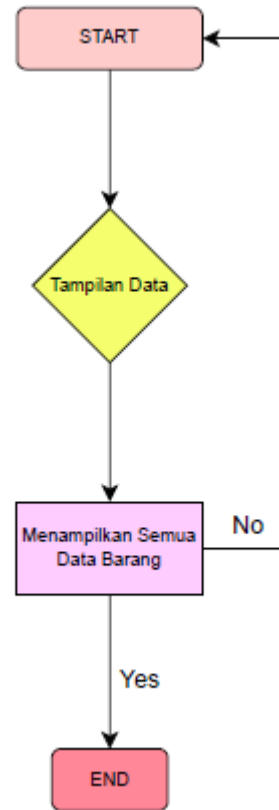 START
Tampilan Data
Menampilkan Semua
Data Barang
No
Yes
END